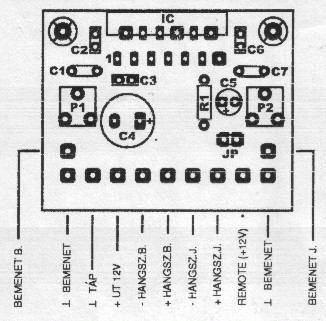 IC
C2
C6
1
C1
C3
C7
P1
C5
R1
P2
C4
+
+
JP
BEMENET B.
⊥ BEMENET
⊥ TÁP
+ UT 12V
- HANGSZ.B.
+ HANGSZ.B.
- HANGSZ.J.
+ HANGSZ.J.
REMOTE (+12V)
⊥ BEMENET
BEMENET J.